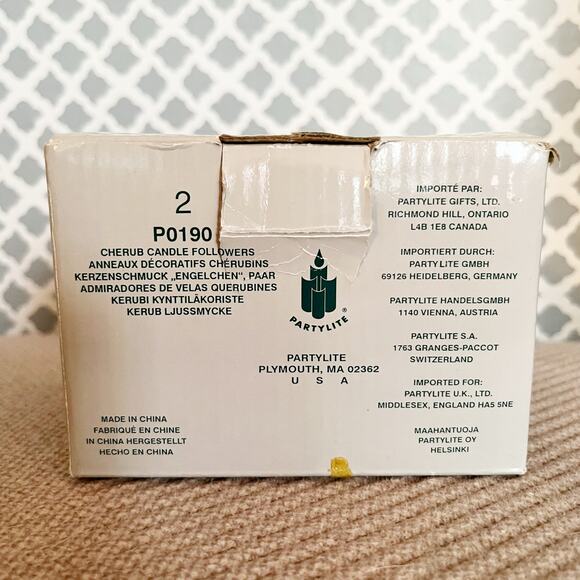 2
P0190
CHERUB CANDLE FOLLOWERS
ANNEAUX DÉCORATIFS CHÉRUBINS
KERZENSCHMUCK „ENGELCHEN", PAAR
ADMIRADORES DE VELAS QUERUBINES
KERUBI KYNTTILÄKORISTE
KERUB LJUSSMYCKE
MADE IN CHINA
FABRIQUÉ EN CHINE
IN CHINA HERGESTELLT
HECHO EN CHINA
PARTYLITE®
PARTYLITE
PLYMOUTH, MA 02362
U S A
IMPORTÉ PAR:
PARTYLITE GIFTS, LTD.
RICHMOND HILL, ONTARIO
L4B 1E8 CANADA
IMPORTIERT DURCH:
PARTY LITE GMBH
69126 HEIDELBERG, GERMANY
PARTYLITE HANDELSGMBH
1140 VIENNA, AUSTRIA
PARTYLITE S.A.
1763 GRANGES-PACCOT
SWITZERLAND
IMPORTED FOR:
PARTYLITE U.K., LTD.
MIDDLESEX, ENGLAND HA5 5NE
MAAHANTUOJA
PARTYLITE OY
HELSINKI